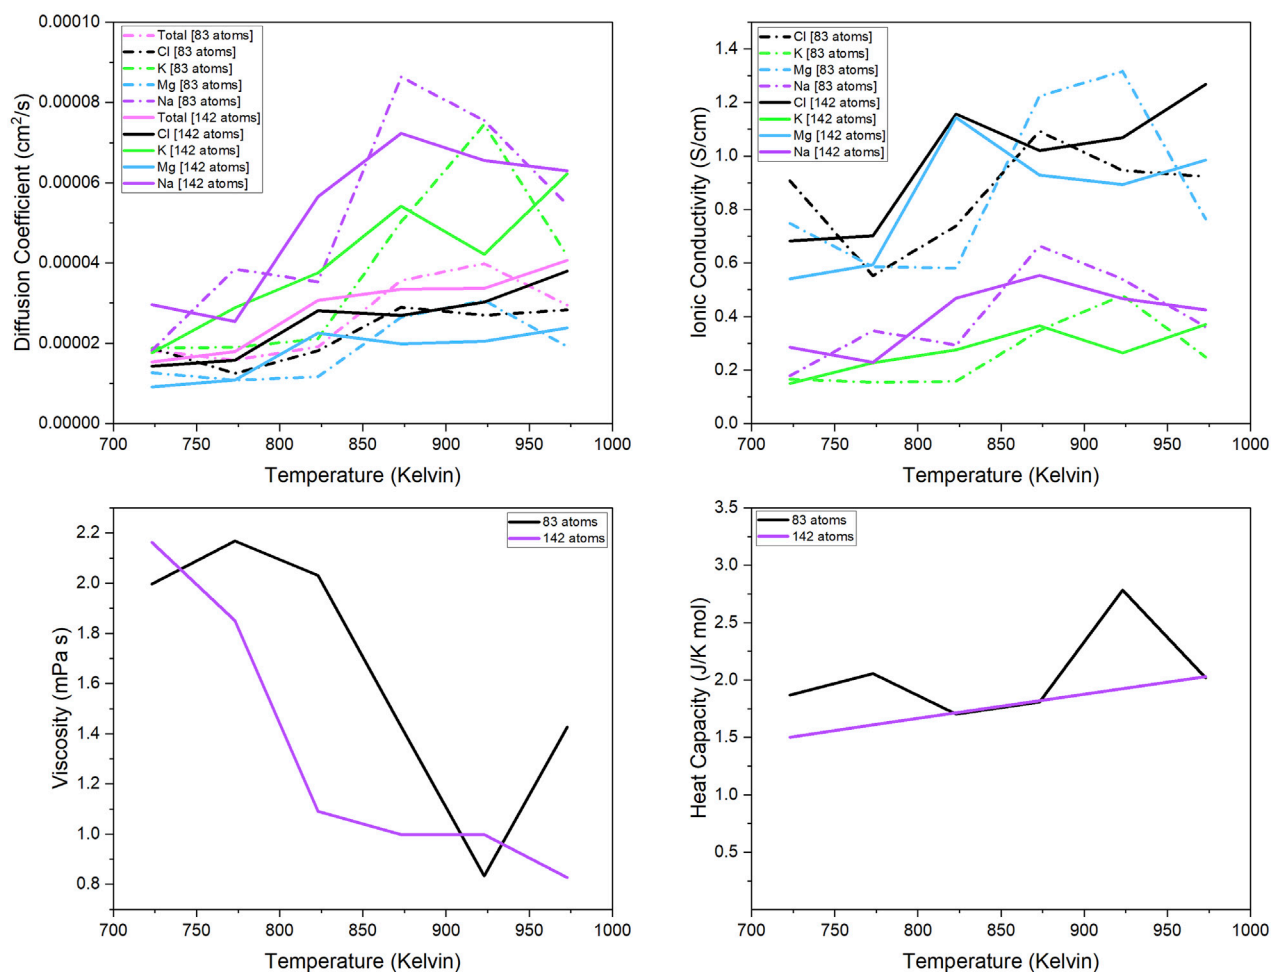 0.00010
0.00008
0.00006
0.00004
0.00002
0.00000
Diffusion Coefficient (cm²/s)
Total [83 atoms]
Cl [83 atoms]
K [83 atoms]
Mg [83 atoms]
Na [83 atoms]
Total [142 atoms]
Cl [142 atoms]
K [142 atoms]
Mg [142 atoms]
Na [142 atoms]
700 750 800 850 900 950 1000
Temperature (Kelvin)
1.4
1.2
1.0
0.8
0.6
0.4
0.2
0.0
Ionic Conductivity (S/cm)
Cl [83 atoms]
K [83 atoms]
Mg [83 atoms]
Na [83 atoms]
Cl [142 atoms]
K [142 atoms]
Mg [142 atoms]
Na [142 atoms]
700 750 800 850 900 950 1000
Temperature (Kelvin)
2.2
2.0
1.8
1.6
1.4
1.2
1.0
0.8
Viscosity (mPa s)
83 atoms
142 atoms
700 750 800 850 900 950 1000
Temperature (Kelvin)
3.5
3.0
2.5
2.0
1.5
1.0
0.5
Heat Capacity (J/K mol)
83 atoms
142 atoms
700 750 800 850 900 950 1000
Temperature (Kelvin)